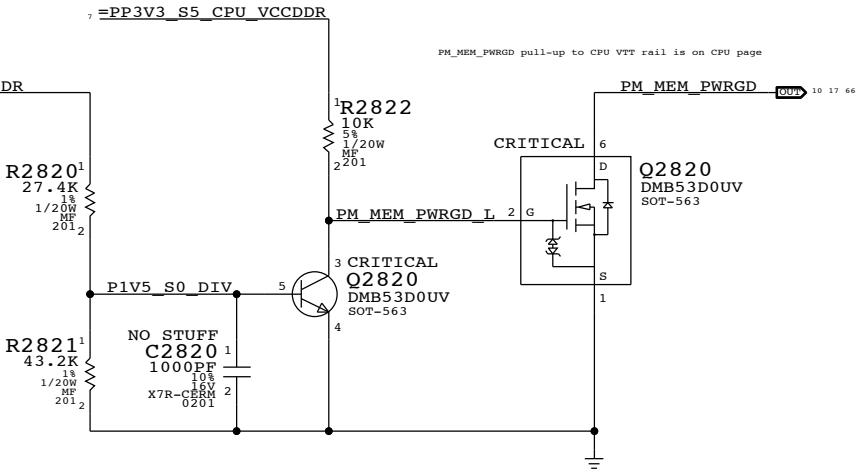 7 =PP3V3_S5_CPU_VCCDDR
PM_MEM_PWRGD pull-up to CPU VTT rail is on CPU page
DR
PM_MEM_PWRGD
OUT
10 17 66
1
R2822
10K
5%
1/20W
MF
201
2
CRITICAL
6
D
Q2820
DMB53D0UV
SOT-563
R2820
1
27.4K
1%
1/20W
MF
201
2
PM_MEM_PWRGD_L
2
G
S
1
3
CRITICAL
Q2820
DMB53D0UV
SOT-563
P1V5_S0_DIV
5
4
R2821
1
43.2K
1%
1/20W
MF
201
2
NO STUFF
C2820
1
1000PF
10%
16V
2
X7R-CERM
0201